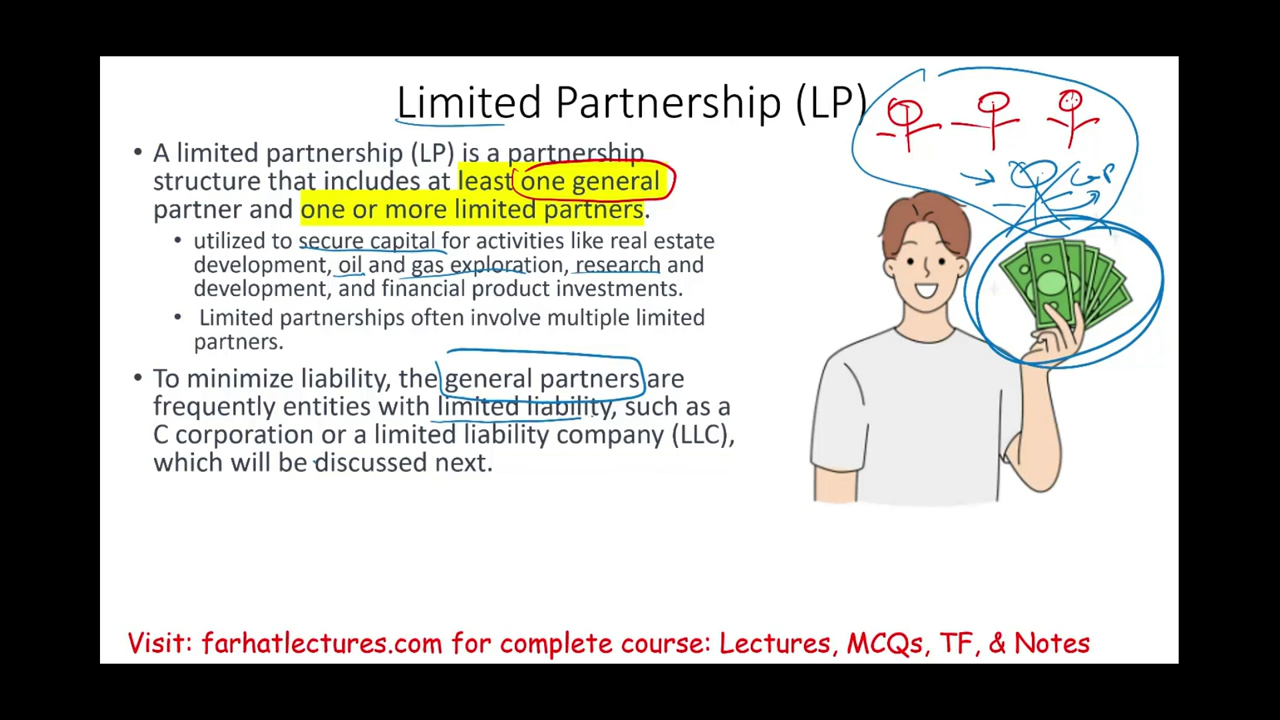 Limited Partnership (LP)
• A limited partnership (LP) is a partnership
structure that includes at least one general
partner and one or more limited partners.
• utilized to secure capital for activities like real estate
development, oil and gas exploration, research and
development, and financial product investments.
• Limited partnerships often involve multiple limited
partners.
• To minimize liability, the general partners are
frequently entities with limited liability, such as a
C corporation or a limited liability company (LLC),
which will be discussed next.
GP
Visit: farhatlectures.com for complete course: Lectures, MCQs, TF, & Notes